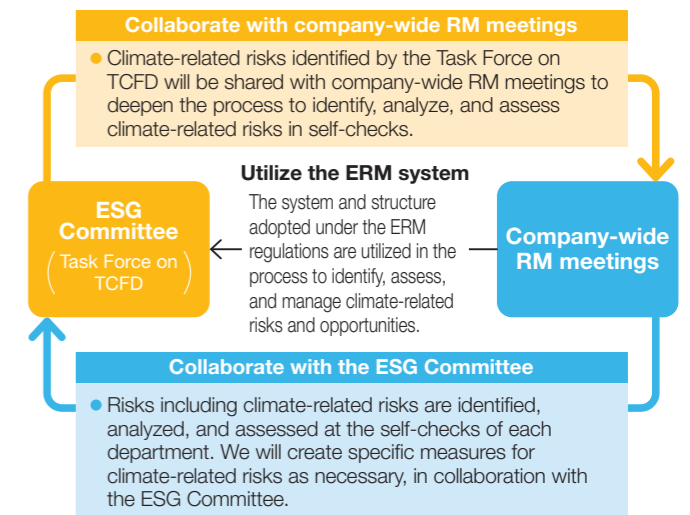 Collaborate with company-wide RM meetings
● Climate-related risks identified by the Task Force on
TCFD will be shared with company-wide RM meetings to
deepen the process to identify, analyze, and assess
climate-related risks in self-checks.
ESG
Committee
(Task Force on
TCFD)
Utilize the ERM system
The system and structure
adopted under the ERM
regulations are utilized in the
process to identify, assess,
and manage climate-related
risks and opportunities.
Company-wide
RM meetings
Collaborate with the ESG Committee
● Risks including climate-related risks are identified,
analyzed, and assessed at the self-checks of each
department. We will create specific measures for
climate-related risks as necessary, in collaboration with
the ESG Committee.